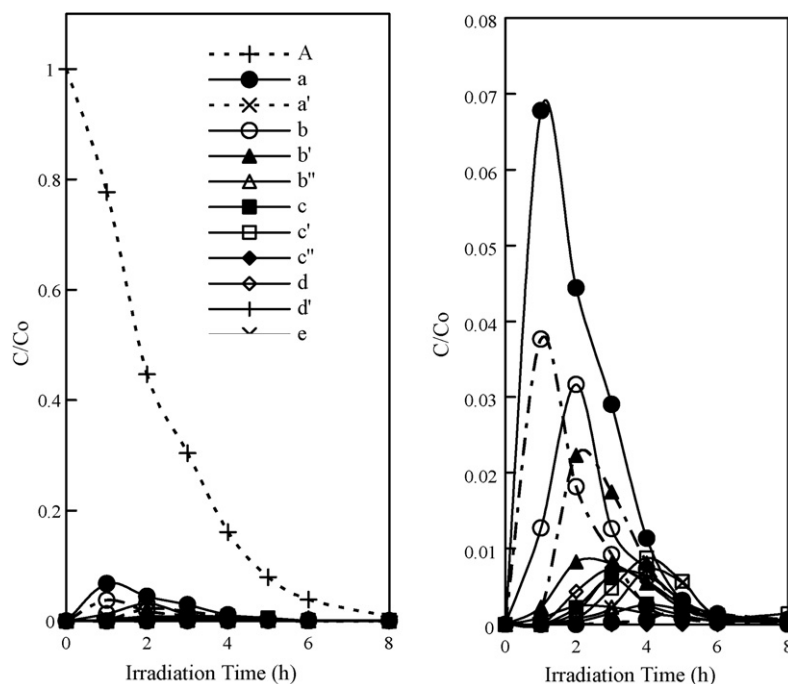 1
0.8
0.6
0.4
0.2
0
C/Co
0 2 4 6 8
Irradiation Time (h)
A
a
a'
b
b'
b"
c
c'
c"
d
d'
e
0.08
0.07
0.06
0.05
0.04
0.03
0.02
0.01
0
C/Co
0 2 4 6 8
Irradiation Time (h)